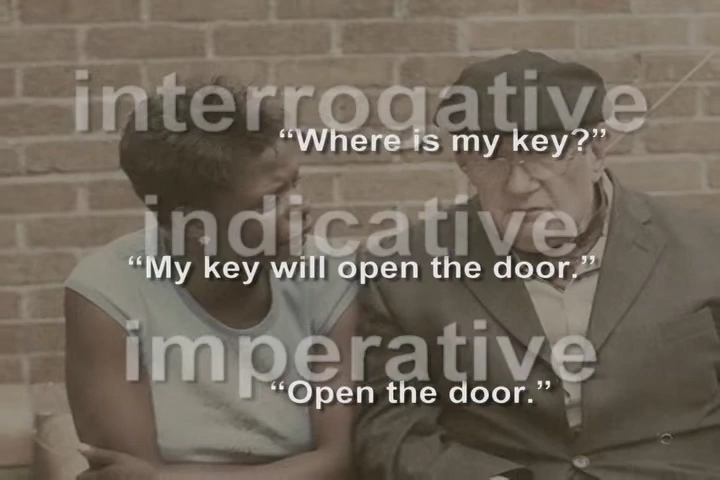 interrogative
“Where is my key?”
indicative
“My key will open the door.”
imperative
“Open the door.”